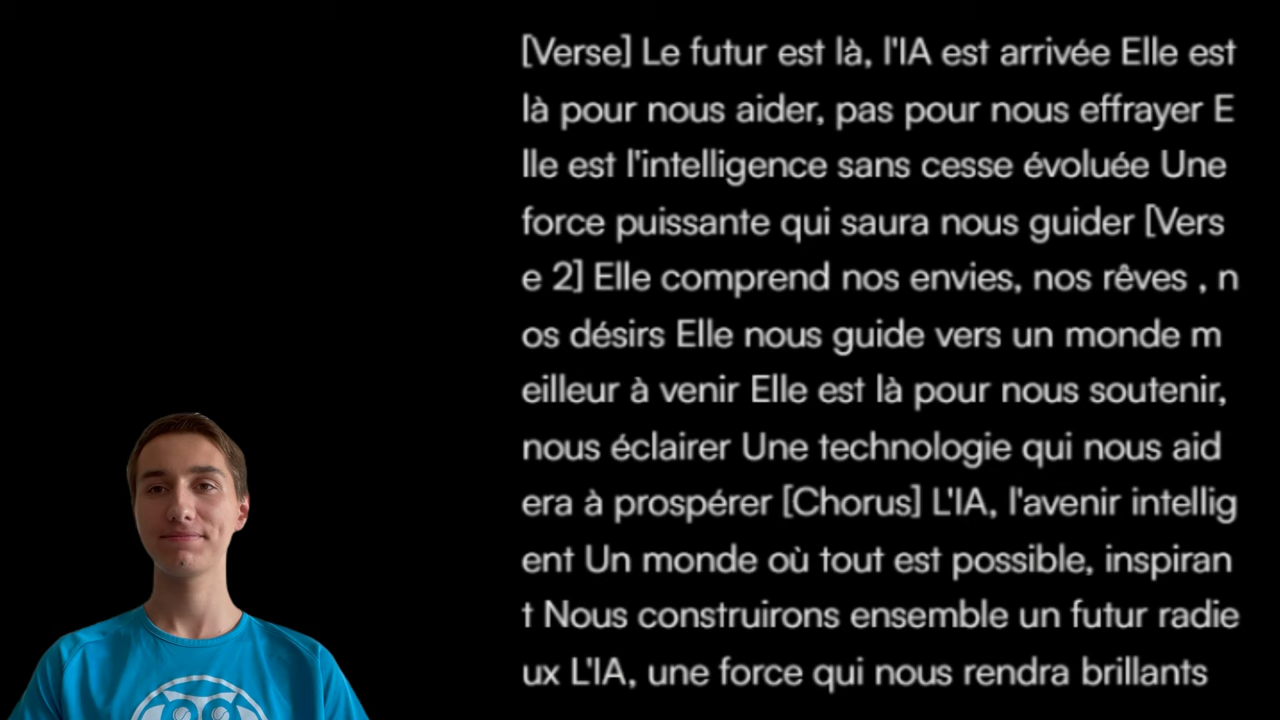 [Verse] Le futur est là, l'IA est arrivée Elle est
là pour nous aider, pas pour nous effrayer E
lle est l'intelligence sans cesse évoluée Une
force puissante qui saura nous guider [Vers
e 2] Elle comprend nos envies, nos rêves , n
os désirs Elle nous guide vers un monde m
eilleur à venir Elle est là pour nous soutenir,
nous éclairer Une technologie qui nous aid
era à prospérer [Chorus] L'IA, l'avenir intellig
ent Un monde où tout est possible, inspiran
t Nous construirons ensemble un futur radie
ux L'IA, une force qui nous rendra brillants